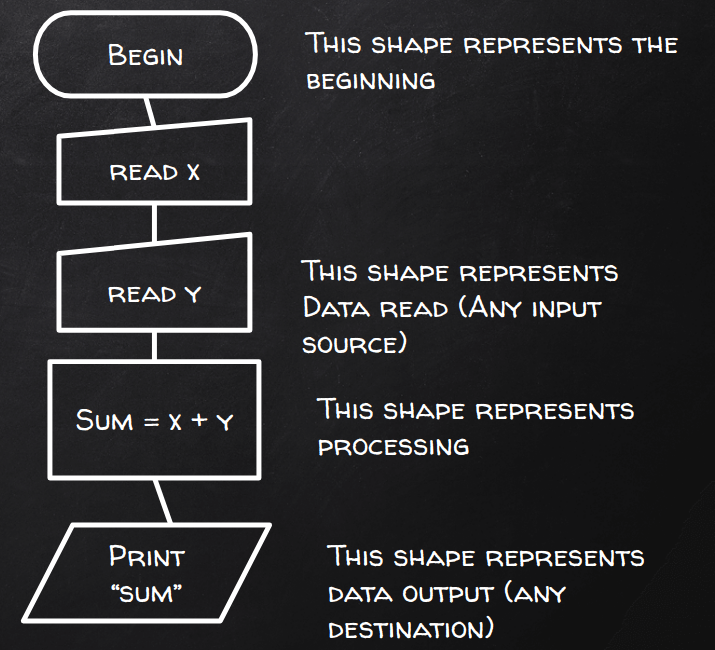 Begin
This shape represents the
beginning
read x
read y
This shape represents
Data read (Any input
source)
Sum = x + y
This shape represents
processing
Print
“sum”
This shape represents
data output (any
destination)